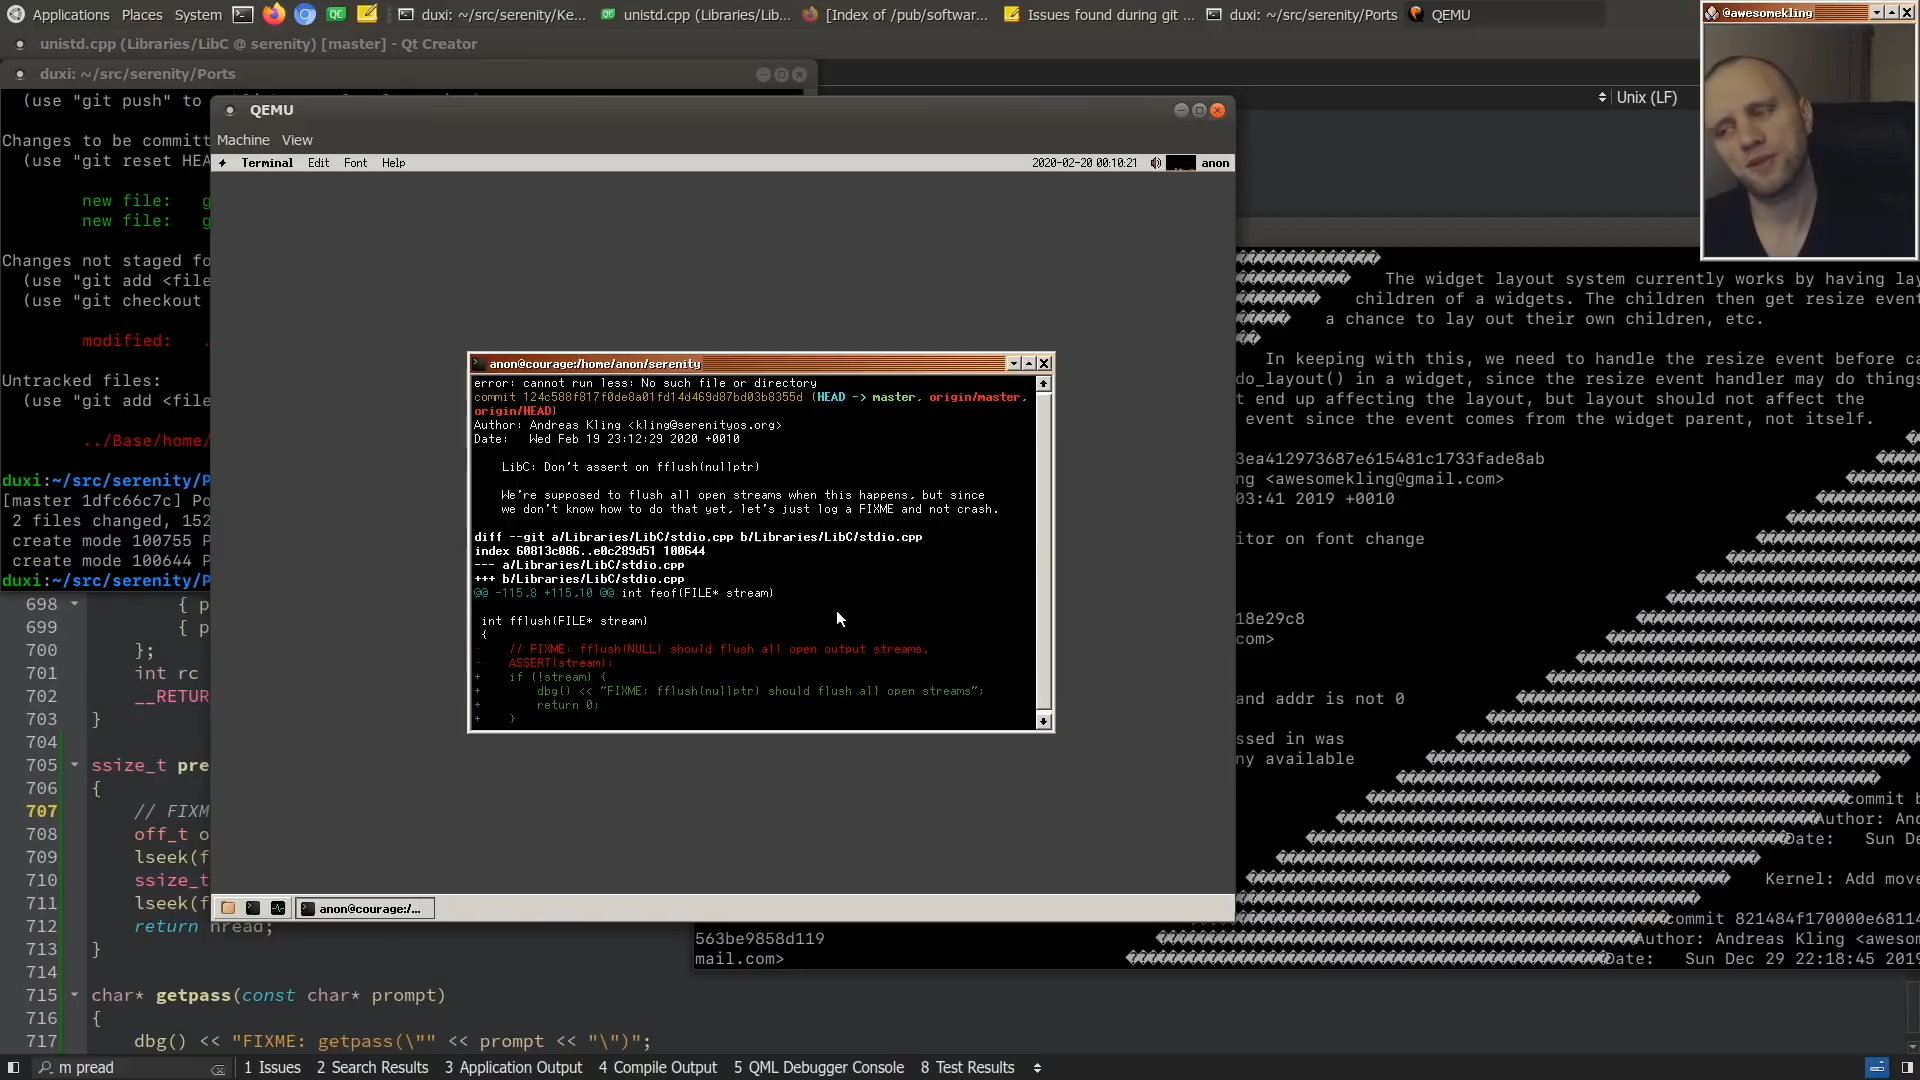 Applications Places System duxi: ~/src/serenity/Ke... unistd.cpp (Libraries/Lib... [Index of /pub/softwar... Issues found during git ... duxi: ~/src/serenity/Ports QEMU
@awesomekling
unistd.cpp (Libraries/LibC @ serenity) [master] - Qt Creator
duxi: ~/src/serenity/Ports
Unix (LF)
(use "git push" to
Changes to be committ
(use "git reset HEA
new file: g
new file: g
Changes not staged fo
(use "git add <file
(use "git checkout
modified: .
Untracked files:
(use "git add <file
../Base/home/
duxi:~/src/serenity/P
[master 1dfc66c7c] Po
2 files changed, 152
create mode 100755 P
create mode 100644 P
duxi:~/src/serenity/P
QEMU
Machine View
Terminal Edit Font Help 2020-02-20 00:10:21 anon
anon@courage:/home/anon/serenity
error: cannot run less: No such file or directory
commit 124c588f817f0de8a01fd14d469d87bd03b8355d (HEAD -> master, origin/master,
origin/HEAD)
Author: Andreas Kling <kling@serenityos.org>
Date: Wed Feb 19 23:12:29 2020 +0010
LibC: Don't assert on fflush(nullptr)
We're supposed to flush all open streams when this happens, but since
we don't know how to do that yet, let's just log a FIXME and not crash.
diff --git a/Libraries/LibC/stdio.cpp b/Libraries/LibC/stdio.cpp
index 60813c086..e0c289d51 100644
--- a/Libraries/LibC/stdio.cpp
+++ b/Libraries/LibC/stdio.cpp
@@ -115,8 +115,10 @@ int feof(FILE* stream)
int fflush(FILE* stream)
{
- // FIXME: fflush(NULL) should flush all open output streams.
- ASSERT(stream);
+ if (!stream) {
+ dbg() << "FIXME: fflush(nullptr) should flush all open streams";
+ return 0;
+ }
anon@courage:/...
The widget layout system currently works by having lay
children of a widgets. The children then get resize event
a chance to lay out their own children, etc.
In keeping with this, we need to handle the resize event before ca
do_layout() in a widget, since the resize event handler may do things
t end up affecting the layout, but layout should not affect the
event since the event comes from the widget parent, not itself.
3ea412973687e615481c1733fade8ab
ng <awesomekling@gmail.com>
03:41 2019 +0010
itor on font change
18e29c8
com>
and addr is not 0
ssed in was
ny available
commit b
Author: And
Date: Sun De
Kernel: Add move
commit 821484f170000e68114
563be9858d119
Author: Andreas Kling <aweson
mail.com>
Date: Sun Dec 29 22:18:45 2019
698 { p
699 { p
700 };
701 int rc
702 __RETUR
703 }
704
705 ssize_t pre
706 {
707 // FIXM
708 off_t o
709 lseek(f
710 ssize_t
711 lseek(f
712 return nread;
713 }
714
715 char* getpass(const char* prompt)
716 {
717 dbg() << "FIXME: getpass(\"" << prompt << "\")";
m pread 1 Issues 2 Search Results 3 Application Output 4 Compile Output 5 QML Debugger Console 8 Test Results